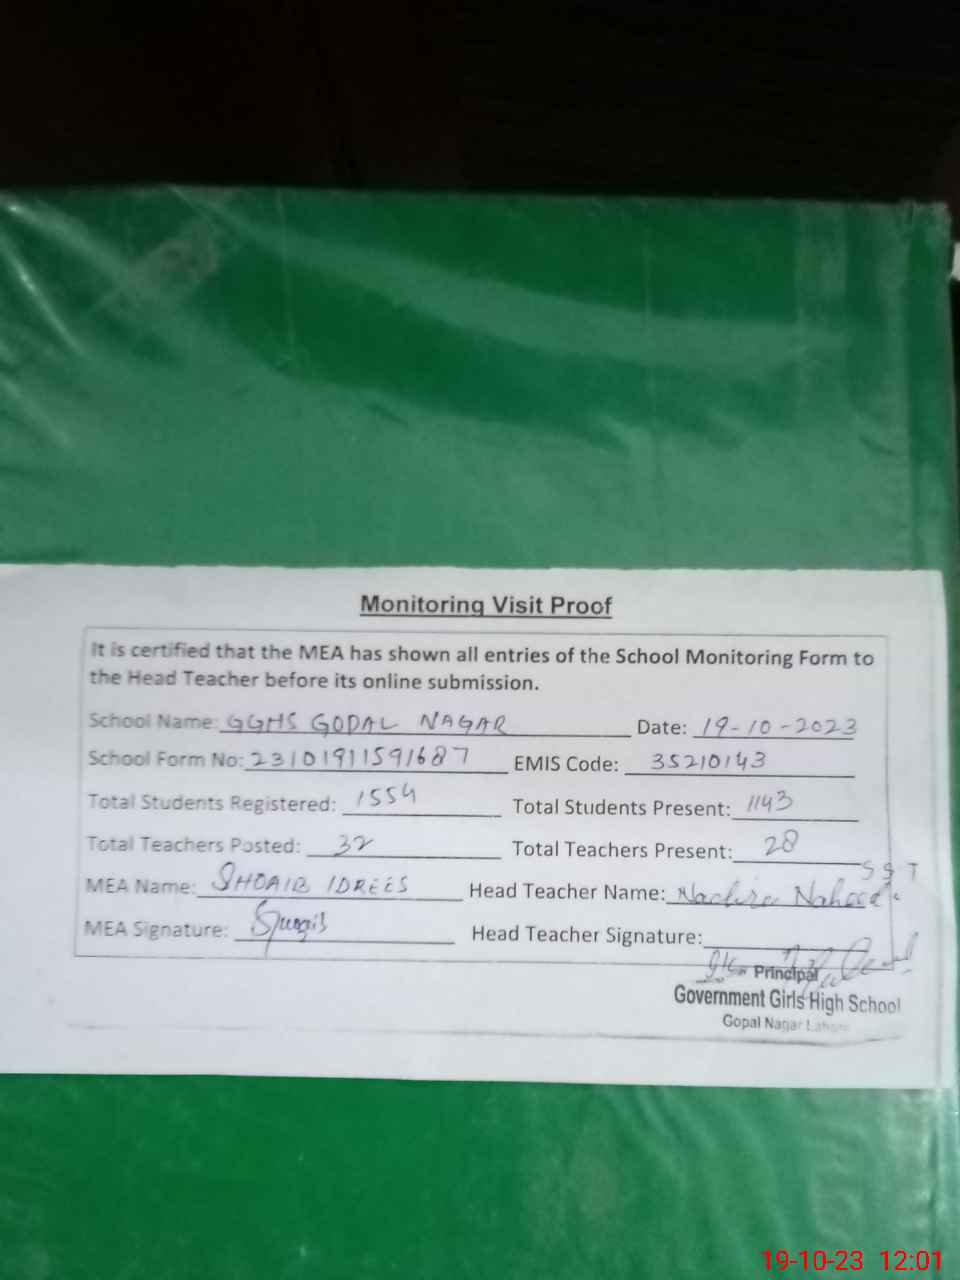 Monitoring Visit Proof
It is certified that the MEA has shown all entries of the School Monitoring Form to
the Head Teacher before its online submission.
School Name: GGHS GOPAL NAGAR Date: 19-10-2023
School Form No: 23101911591687 EMIS Code: 35210143
Total Students Registered: 1554 Total Students Present: 1143
Total Teachers Posted: 32 Total Teachers Present: 28
SST
MEA Name: SHOAIB IDREES Head Teacher Name: Naheed
MEA Signature: Head Teacher Signature:
Principal
Government Girls High School
Gopal Nagar Lahore
19-10-23 12:01